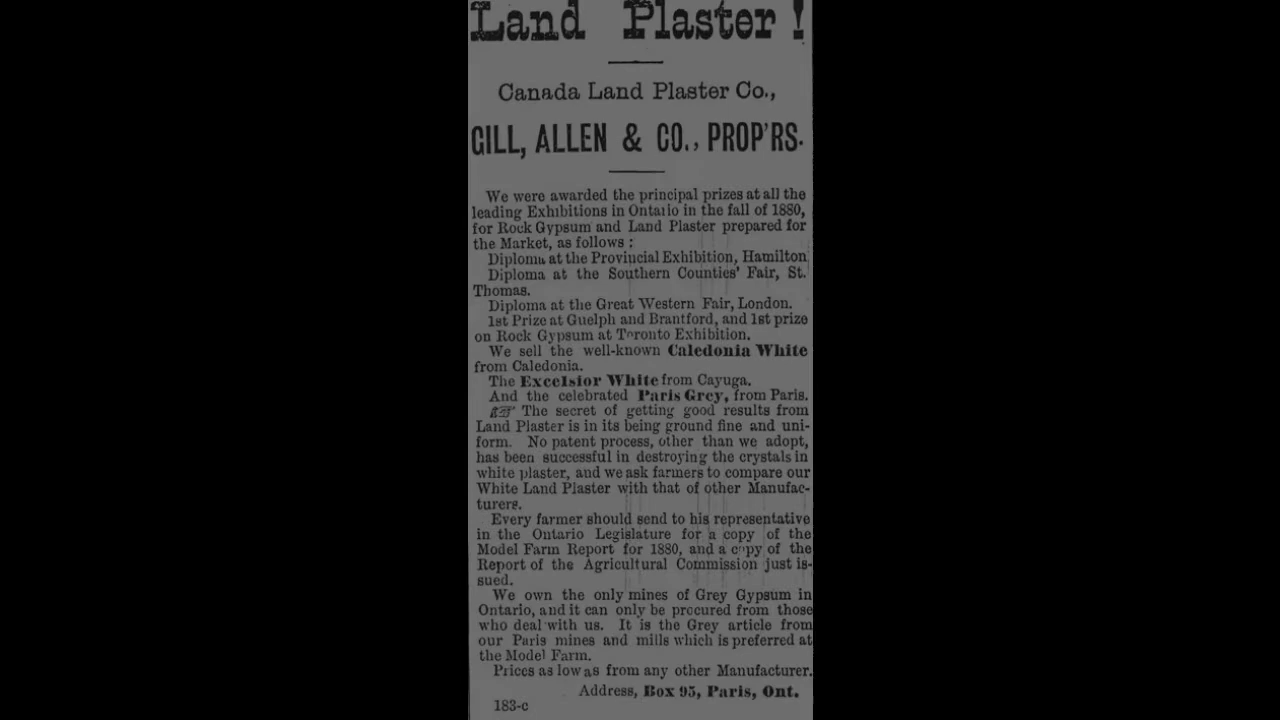 Land Plaster!
Canada Land Plaster Co.,
GILL, ALLEN & CO., PROP'RS.
We were awarded the principal prizes at all the
leading Exhibitions in Ontario in the fall of 1880,
for Rock Gypsum and Land Plaster prepared for
the Market, as follows :
Diploma at the Provincial Exhibition, Hamilton
Diploma at the Southern Counties' Fair, St.
Thomas.
Diploma at the Great Western Fair, London.
1st Prize at Guelph and Brantford, and 1st prize
on Rock Gypsum at Toronto Exhibition.
We sell the well-known Caledonia White
from Caledonia.
The Excelsior White from Cayuga.
And the celebrated Paris Grey, from Paris.
☞ The secret of getting good results from
Land Plaster is in its being ground fine and uni-
form. No patent process, other than we adopt,
has been successful in destroying the crystals in
white plaster, and we ask farmers to compare our
White Land Plaster with that of other Manufac-
turers.
Every farmer should send to his representative
in the Ontario Legislature for a copy of the
Model Farm Report for 1880, and a copy of the
Report of the Agricultural Commission just is-
sued.
We own the only mines of Grey Gypsum in
Ontario, and it can only be procured from those
who deal with us. It is the Grey article from
our Paris mines and mills which is preferred at
the Model Farm.
Prices as low as from any other Manufacturer.
Address, Box 95, Paris, Ont.
183-c